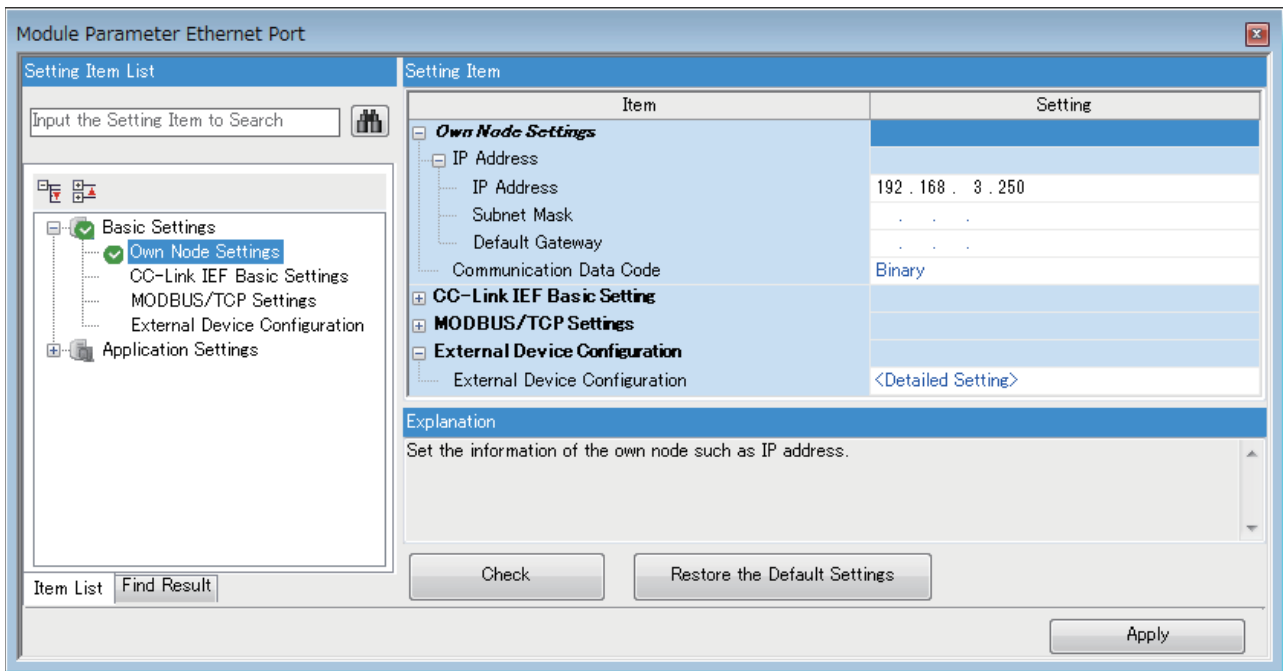 Module Parameter Ethernet Port
Setting Item List
Input the Setting Item to Search
Basic Settings
Own Node Settings
CC-Link IEF Basic Settings
MODBUS/TCP Settings
External Device Configuration
Application Settings
Item List Find Result
Setting Item
Item Setting
Own Node Settings
IP Address
IP Address 192 . 168 . 3 . 250
Subnet Mask . . .
Default Gateway . . .
Communication Data Code Binary
CC-Link IEF Basic Setting
MODBUS/TCP Settings
External Device Configuration
External Device Configuration <Detailed Setting>
Explanation
Set the information of the own node such as IP address.
Check Restore the Default Settings
Apply